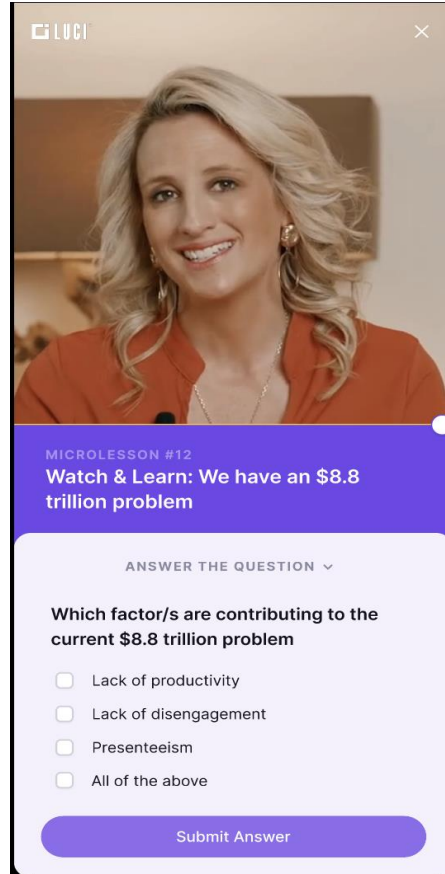 LUCI
MICROLESSON #12
Watch & Learn: We have an $8.8
trillion problem
ANSWER THE QUESTION
Which factor/s are contributing to the
current $8.8 trillion problem
Lack of productivity
Lack of disengagement
Presenteeism
All of the above
Submit Answer